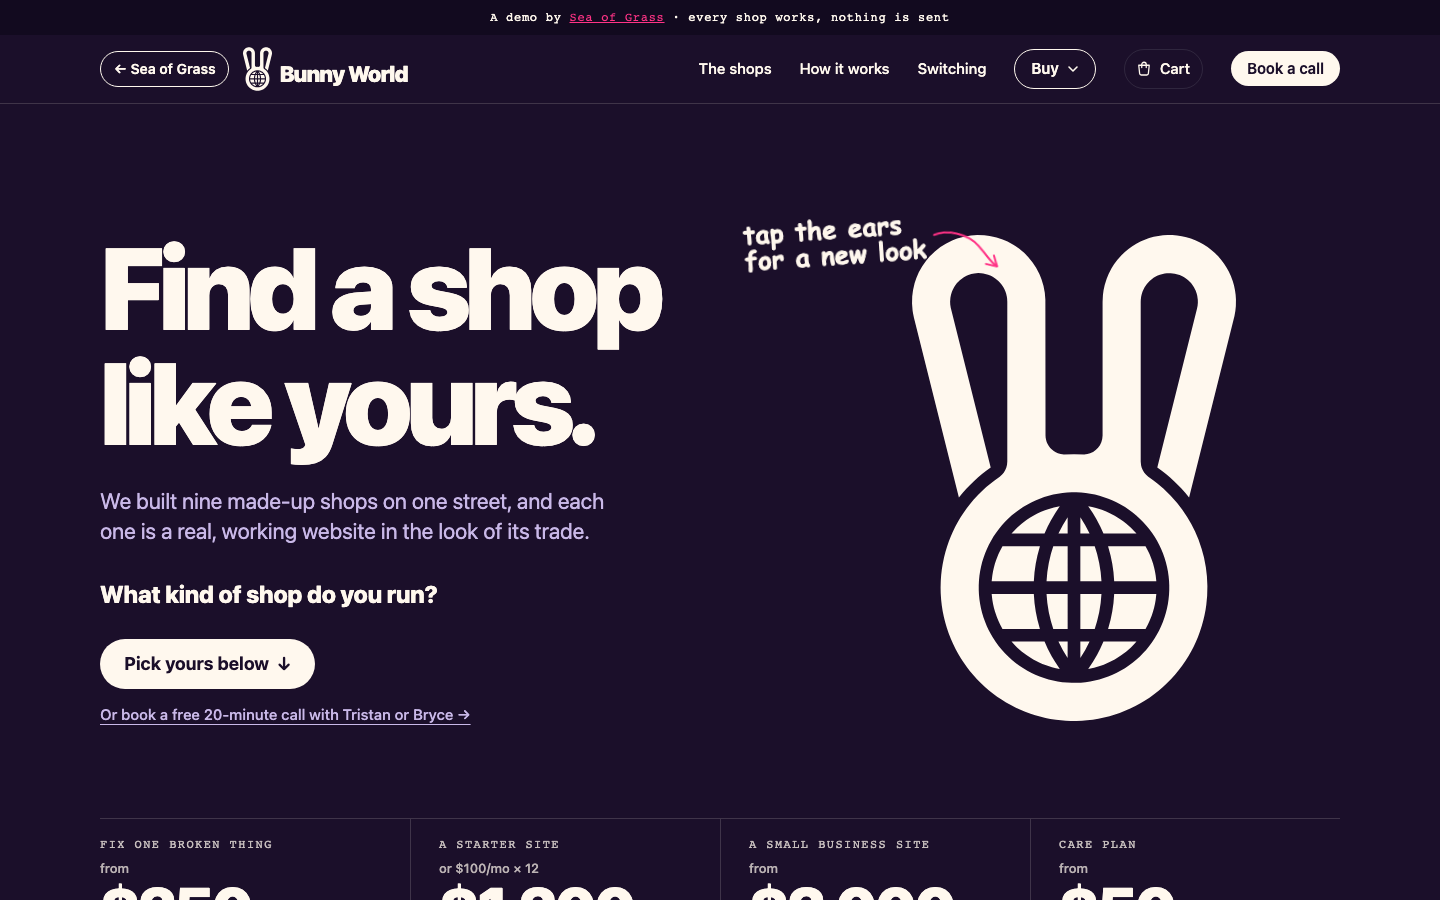 A demo by Sea of Grass · every shop works, nothing is sent
← Sea of Grass
Bunny World
The shops
How it works
Switching
Buy
Cart
Book a call
tap the ears
for a new look
Find a shop
like yours.
We built nine made-up shops on one street, and each
one is a real, working website in the look of its trade.
What kind of shop do you run?
Pick yours below ↓
Or book a free 20-minute call with Tristan or Bryce →
FIX ONE BROKEN THING
from
A STARTER SITE
or $100/mo × 12
A SMALL BUSINESS SITE
from
CARE PLAN
from